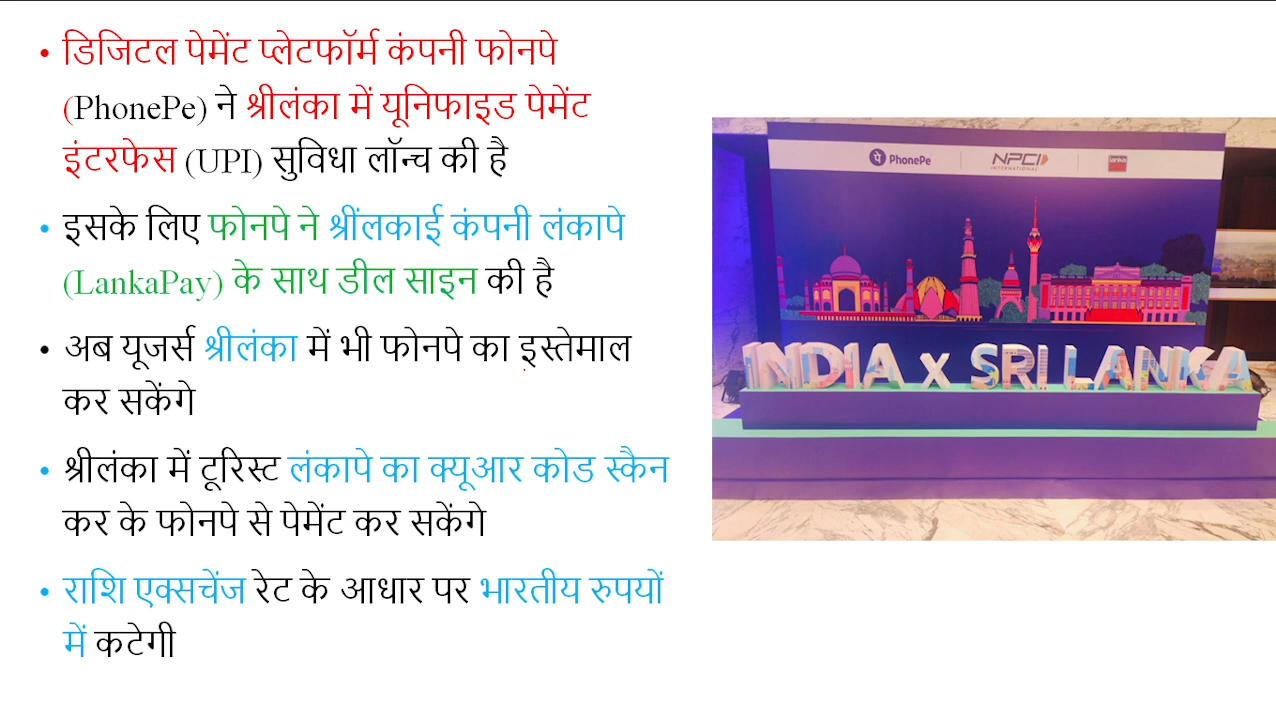 • डिजिटल पेमेंट प्लेटफॉर्म कंपनी फोनपे
(PhonePe) ने श्रीलंका में यूनिफाइड पेमेंट
इंटरफेस (UPI) सुविधा लॉन्च की है
• इसके लिए फोनपे ने श्रींलकाई कंपनी लंकापे
(LankaPay) के साथ डील साइन की है
• अब यूजर्स श्रीलंका में भी फोनपे का इस्तेमाल
कर सकेंगे
• श्रीलंका में टूरिस्ट लंकापे का क्यूआर कोड स्कैन
कर के फोनपे से पेमेंट कर सकेंगे
• राशि एक्सचेंज रेट के आधार पर भारतीय रुपयों
में कटेगी
पे PhonePe
NPCI
INTERNATIONAL
lanka
INDIA x SRI LANKA